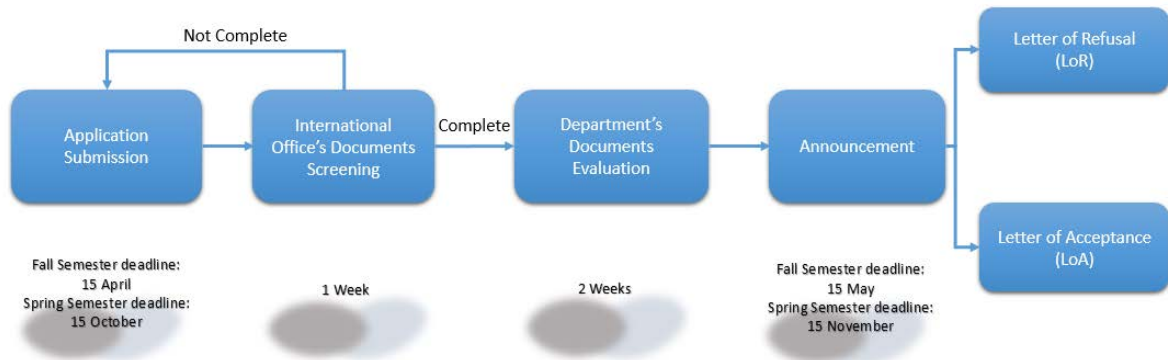 Not Complete
Application
Submission
International
Office's Documents
Screening
Complete
Department's
Documents
Evaluation
Announcement
Letter of Refusal
(LoR)
Letter of Acceptance
(LoA)
Fall Semester deadline:
15 April
Spring Semester deadline:
15 October
1 Week
2 Weeks
Fall Semester deadline:
15 May
Spring Semester deadline:
15 November